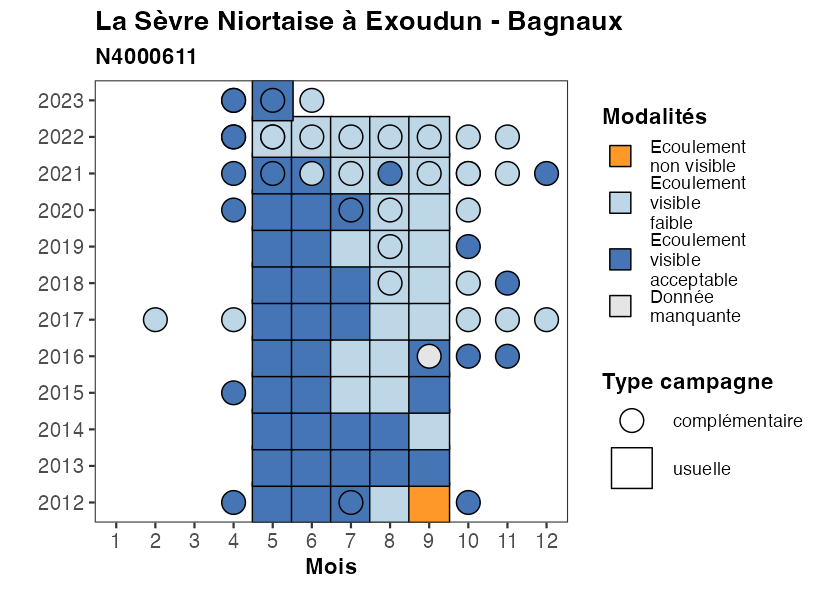 La Sèvre Niortaise à Exoudun - Bagnaux
N4000611
2023
2022
2021
2020
2019
2018
2017
2016
2015
2014
2013
2012
1 2 3 4 5 6 7 8 9 10 11 12
Mois
Modalités
Ecoulement
non visible
Ecoulement
visible
faible
Ecoulement
visible
acceptable
Donnée
manquante
Type campagne
complémentaire
usuelle